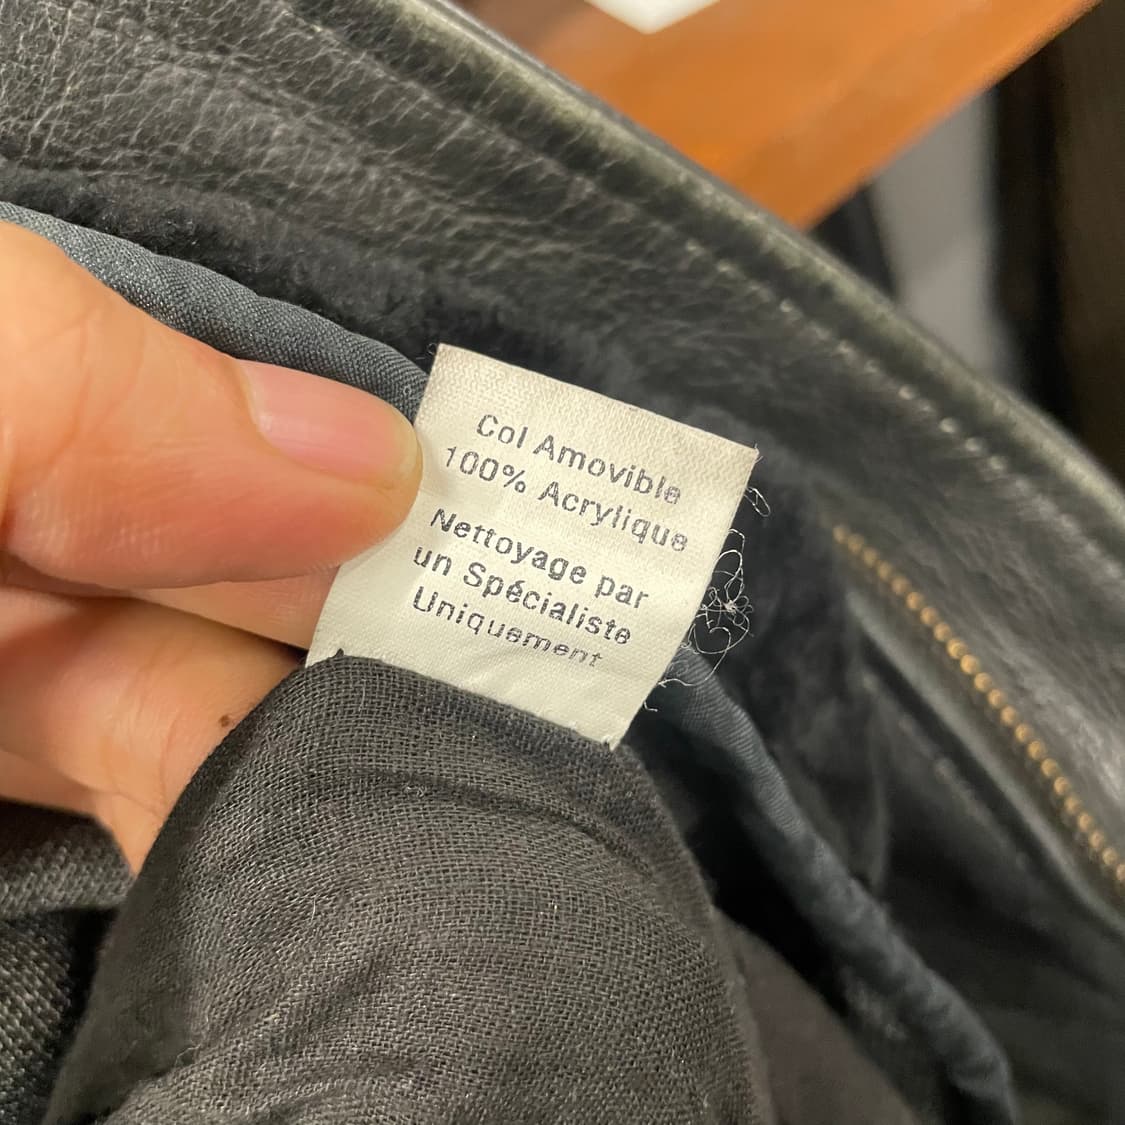 Col Amovible
100% Acrylique
Nettoyage par
un Spécialiste
Uniquement